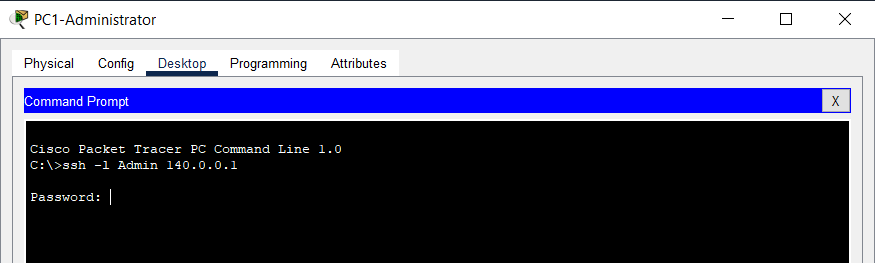 PC1-Administrator
Physical Config Desktop Programming Attributes
Command Prompt X
Cisco Packet Tracer PC Command Line 1.0
C:\>ssh -l Admin 140.0.0.1
Password: